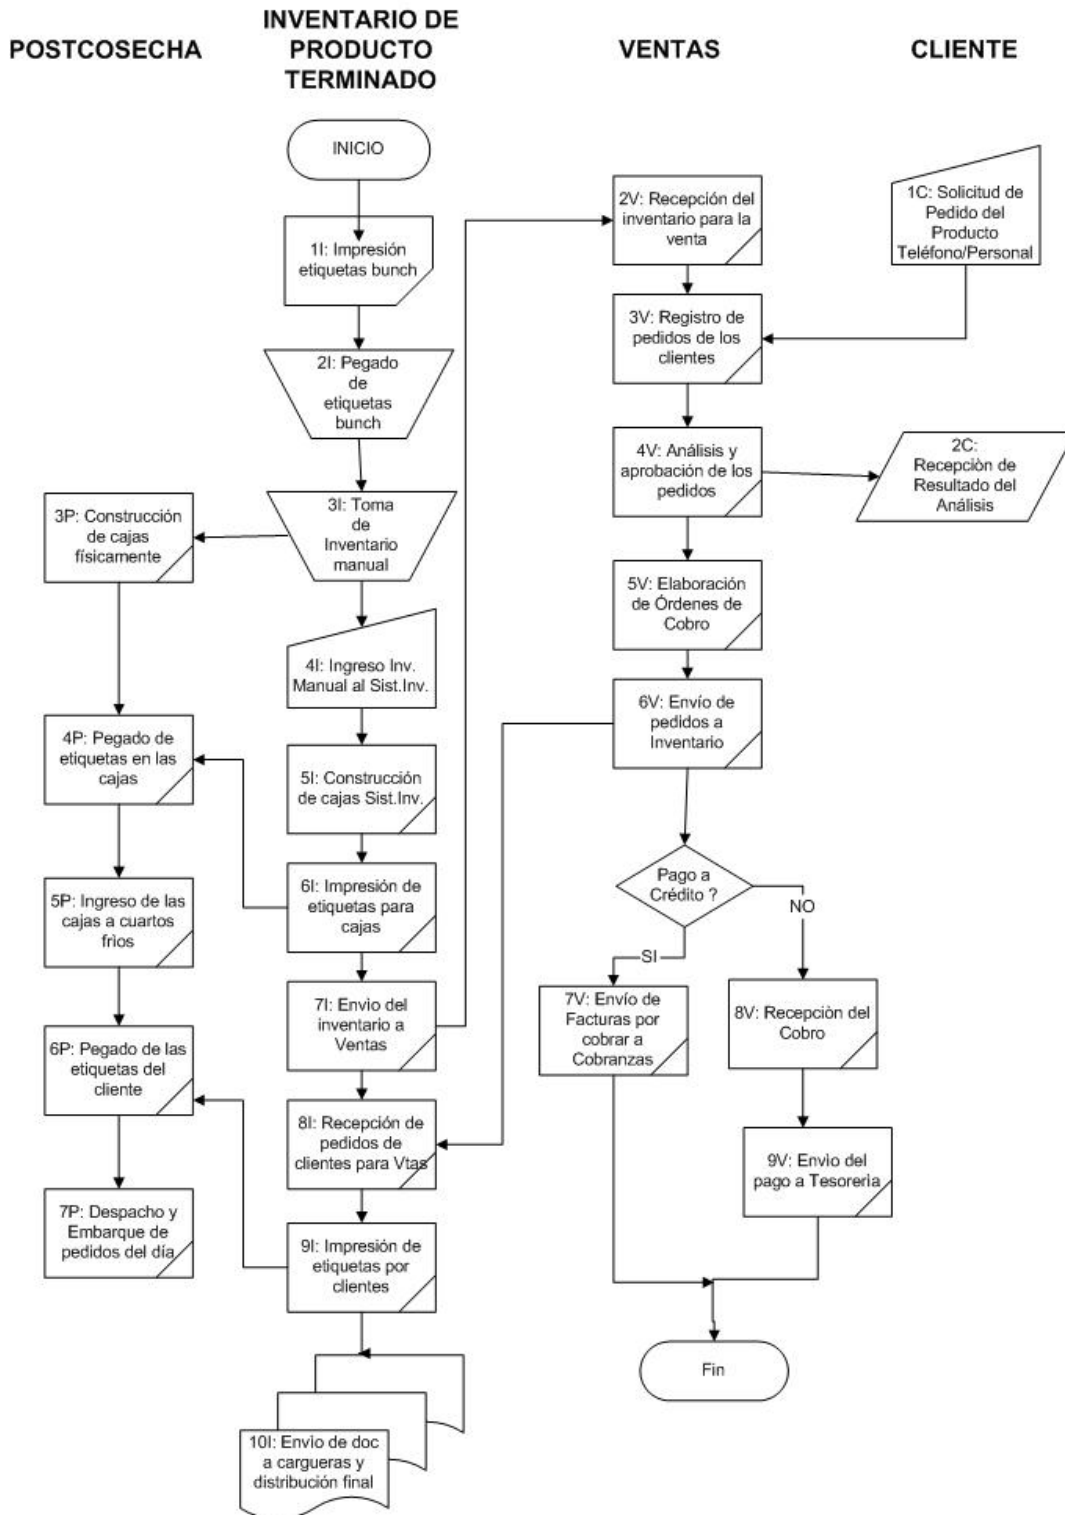 POSTCOSECHA
INVENTARIO DE
PRODUCTO
TERMINADO
VENTAS
CLIENTE
INICIO
1I: Impresión
etiquetas bunch
2I: Pegado
de
etiquetas
bunch
3I: Toma
de
Inventario
manual
4I: Ingreso Inv.
Manual al Sist.Inv.
5I: Construcción
de cajas Sist.Inv.
6I: Impresión de
etiquetas para
cajas
7I: Envìo del
inventario a
Ventas
8I: Recepción de
pedidos de
clientes para Vtas
9I: Impresión de
etiquetas por
clientes
10I: Envìo de doc
a cargueras y
distribución final
3P: Construcción
de cajas
físicamente
4P: Pegado de
etiquetas en las
cajas
5P: Ingreso de las
cajas a cuartos
frìos
6P: Pegado de las
etiquetas del
cliente
7P: Despacho y
Embarque de
pedidos del día
2V: Recepción del
inventario para la
venta
3V: Registro de
pedidos de los
clientes
4V: Análisis y
aprobación de los
pedidos
5V: Elaboración
de Órdenes de
Cobro
6V: Envío de
pedidos a
Inventario
Pago a
Crédito ?
SI
NO
7V: Envío de
Facturas por
cobrar a
Cobranzas
8V: Recepciòn del
Cobro
9V: Envìo del
pago a Tesorerìa
Fin
1C: Solicitud de
Pedido del
Producto
Teléfono/Personal
2C:
Recepciòn de
Resultado del
Análisis